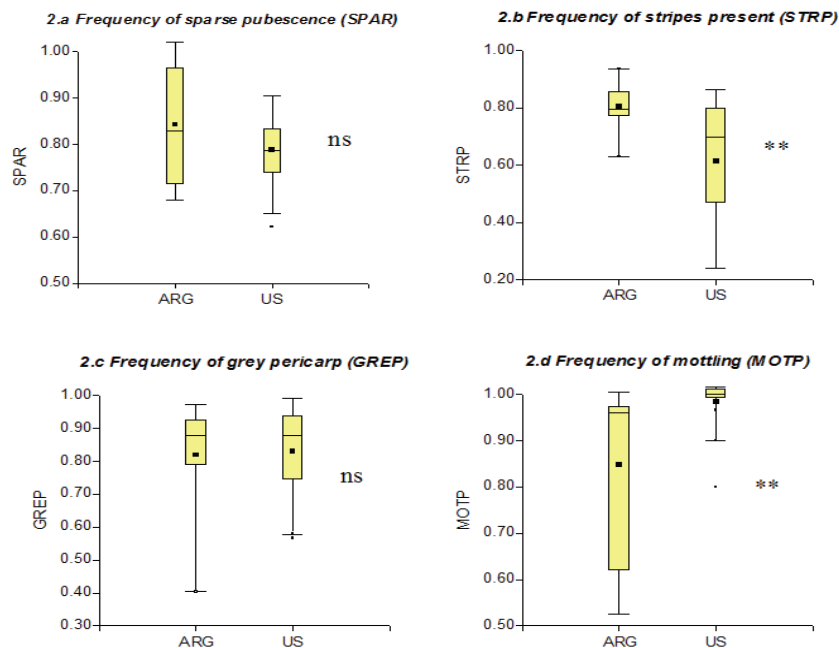 2.a Frequency of sparse pubescence (SPAR)
1.00
0.90
0.80
0.70
0.60
0.50
SPAR
ns
ARG US
2.b Frequency of stripes present (STRP)
1.00
0.80
0.60
0.40
0.20
STRP
**
ARG US
2.c Frequency of grey pericarp (GREP)
1.00
0.90
0.80
0.70
0.60
0.50
0.40
0.30
GREP
ns
ARG US
2.d Frequency of mottling (MOTP)
1.00
0.90
0.80
0.70
0.60
0.50
MOTP
**
ARG US